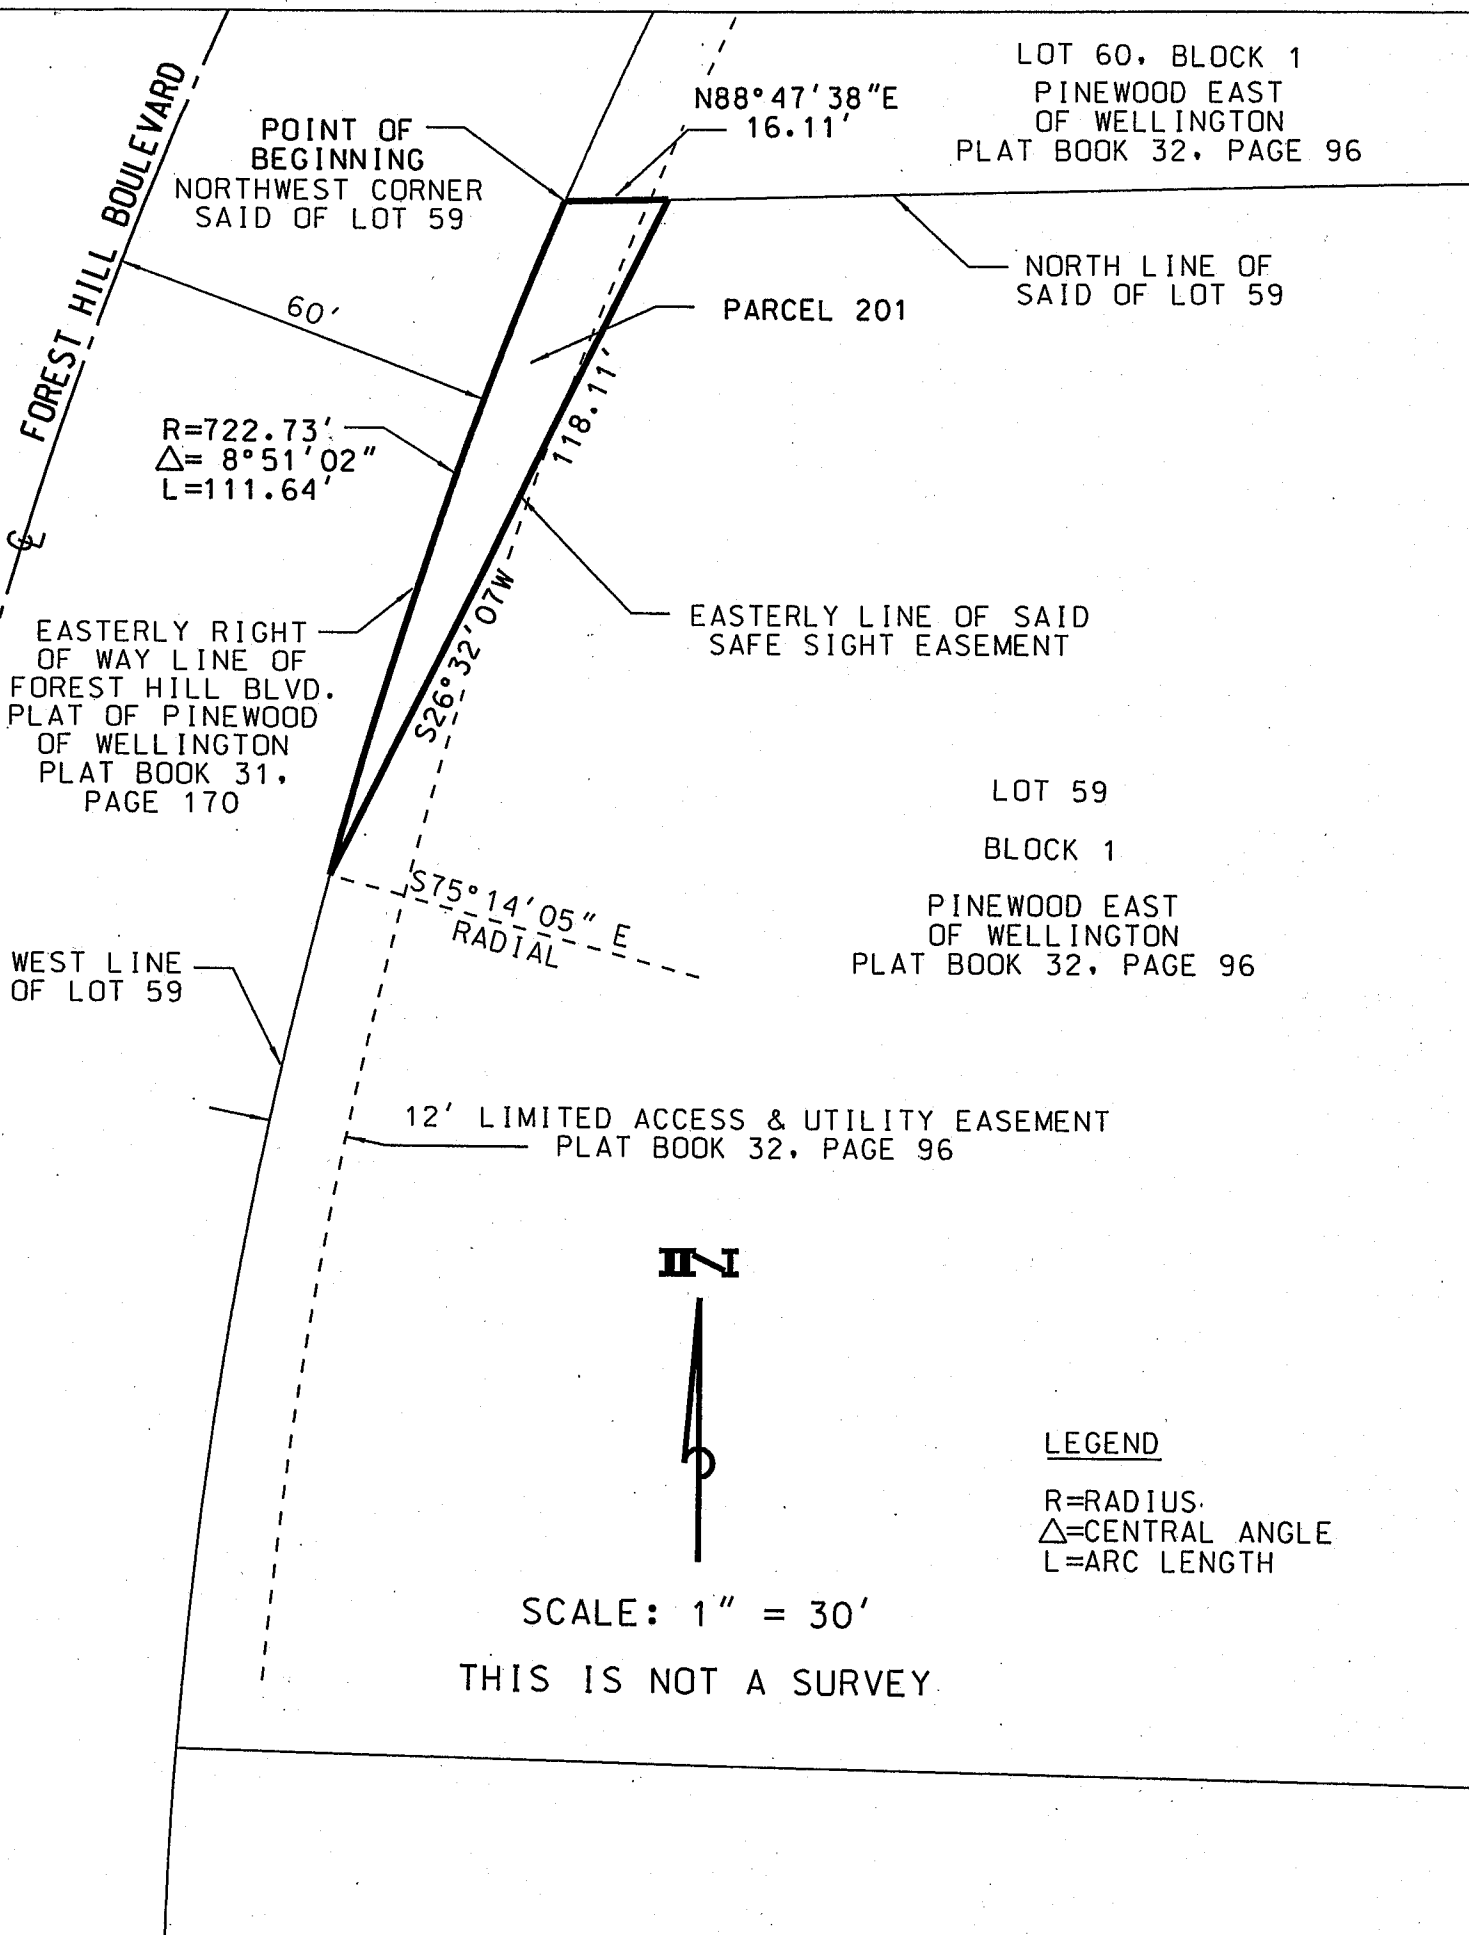 LOT 60, BLOCK 1
PINEWOOD EAST
OF WELLINGTON
PLAT BOOK 32, PAGE 96
N88°47'38"E
16.11'
POINT OF
BEGINNING
NORTHWEST CORNER
SAID OF LOT 59
FOREST HILL BOULEVARD
NORTH LINE OF
SAID OF LOT 59
60'
PARCEL 201
R=722.73'
△= 8°51'02"
L=111.64'
118.11'
S26°32'07W
EASTERLY LINE OF SAID
SAFE SIGHT EASEMENT
EASTERLY RIGHT
OF WAY LINE OF
FOREST HILL BLVD.
PLAT OF PINEWOOD
OF WELLINGTON
PLAT BOOK 31,
PAGE 170
LOT 59
BLOCK 1
PINEWOOD EAST
OF WELLINGTON
PLAT BOOK 32, PAGE 96
S75°14'05" E
RADIAL
WEST LINE
OF LOT 59
12' LIMITED ACCESS & UTILITY EASEMENT
PLAT BOOK 32, PAGE 96
N
LEGEND
R=RADIUS
△=CENTRAL ANGLE
L=ARC LENGTH
SCALE: 1" = 30'
THIS IS NOT A SURVEY